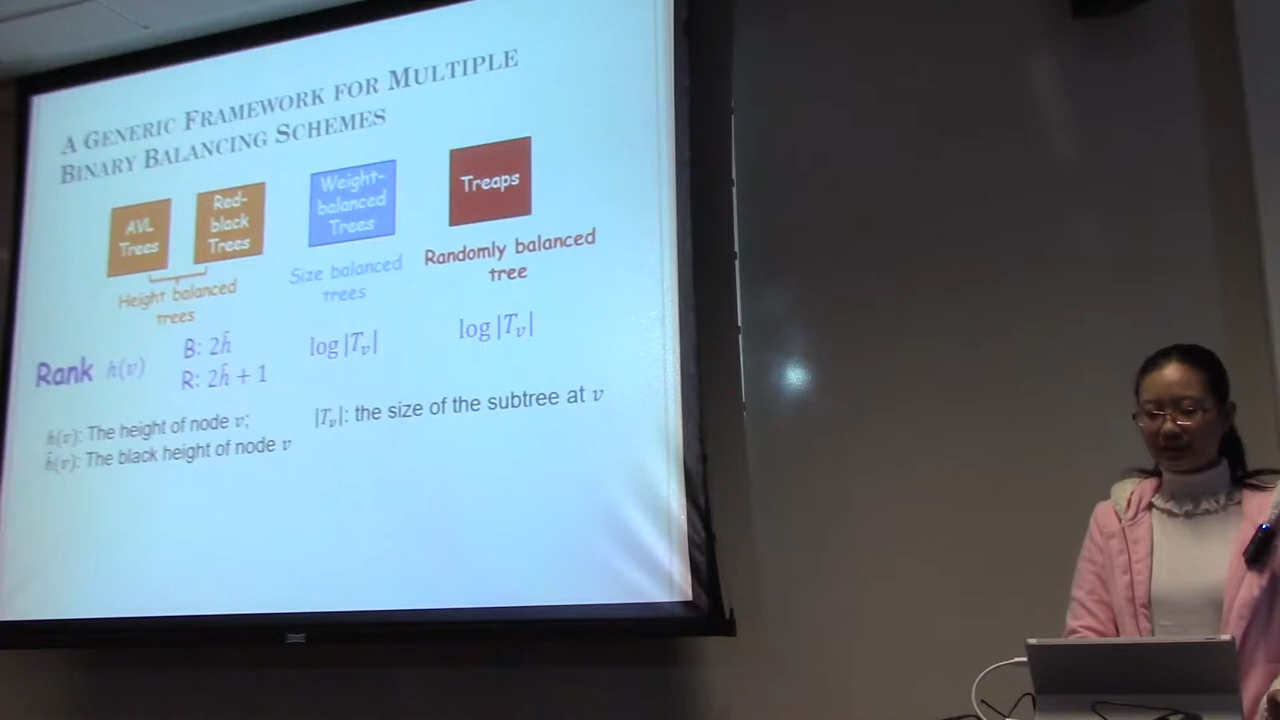 A GENERIC FRAMEWORK FOR MULTIPLE
BINARY BALANCING SCHEMES
AVL
Trees
Red-
black
Trees
Weight-
balanced
Trees
Treaps
Height balanced
trees
Size balanced
trees
Randomly balanced
tree
Rank h(v)
B: 2ĥ
R: 2ĥ + 1
log|Tᵥ|
log|Tᵥ|
h(v): The height of node v;
ĥ(v): The black height of node v
|Tᵥ|: the size of the subtree at v